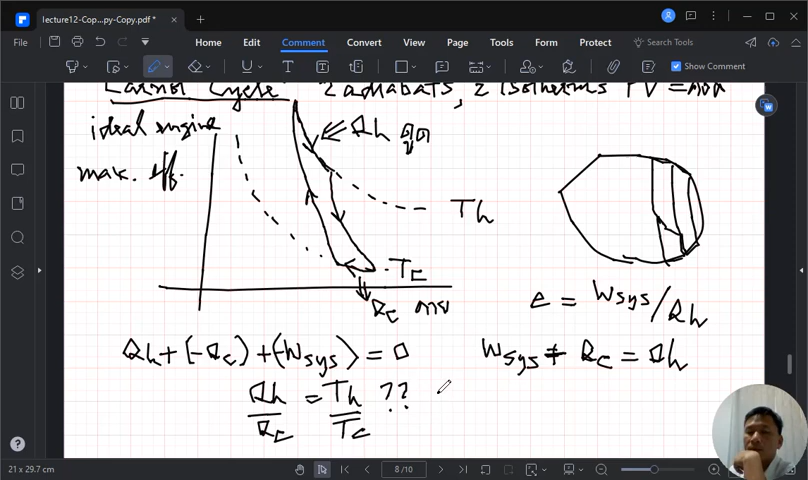 lecture12-Cop...py-Copy.pdf *
File Home Comment Convert View Page Tools Form Protect Search Tools
Show Comment
Carnot Cycle 2 adiabats, 2 isotherms PV =
ideal engine
Qh
max. eff.
Th
Tc
Qc
e = Wsys/Qh
Qh + (-Qc) + (-Wsys) = 0
Wsys + Qc = Qh
Qh/Qc = Th/Tc ??
21 x 29.7 cm
8 /10